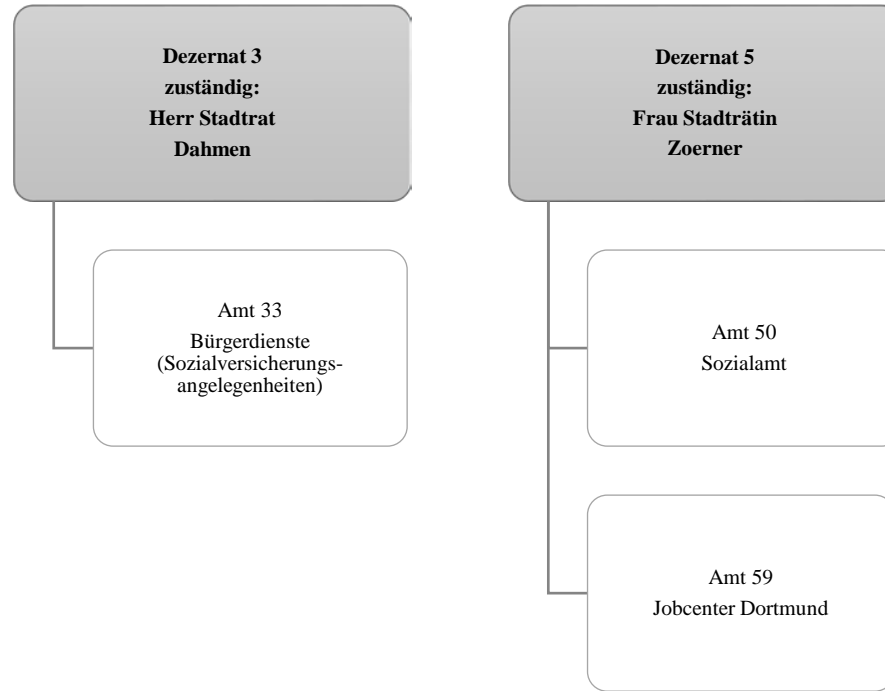 Dezernat 3
zuständig:
Herr Stadtrat
Dahmen
Amt 33
Bürgerdienste
(Sozialversicherungs-
angelegenheiten)
Dezernat 5
zuständig:
Frau Stadträtin
Zoerner
Amt 50
Sozialamt
Amt 59
Jobcenter Dortmund